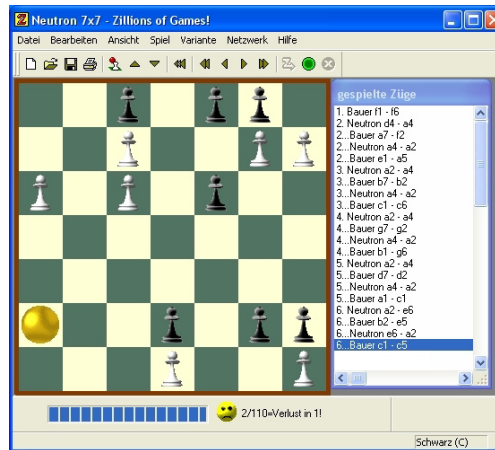 Neutron 7x7 - Zillions of Games!
Datei Bearbeiten Ansicht Spiel Variante Netzwerk Hilfe
gespielte Züge
1. Bauer f1 - f6
2. Neutron d4 - a4
2...Bauer a7 - f2
2...Neutron a4 - a2
2...Bauer e1 - a5
3. Neutron a2 - a4
3...Bauer b7 - b2
3...Neutron a4 - a2
3...Bauer c1 - c6
4. Neutron a2 - a4
4...Bauer g7 - g2
4...Neutron a4 - a2
4...Bauer b1 - g6
5. Neutron a2 - a4
5...Bauer d7 - d2
5...Neutron a4 - a2
5...Bauer a1 - c1
6. Neutron a2 - e6
6...Bauer b2 - e5
6...Neutron e6 - a2
6...Bauer c1 - c5
2/110=Verlust in 1!
Schwarz (C)